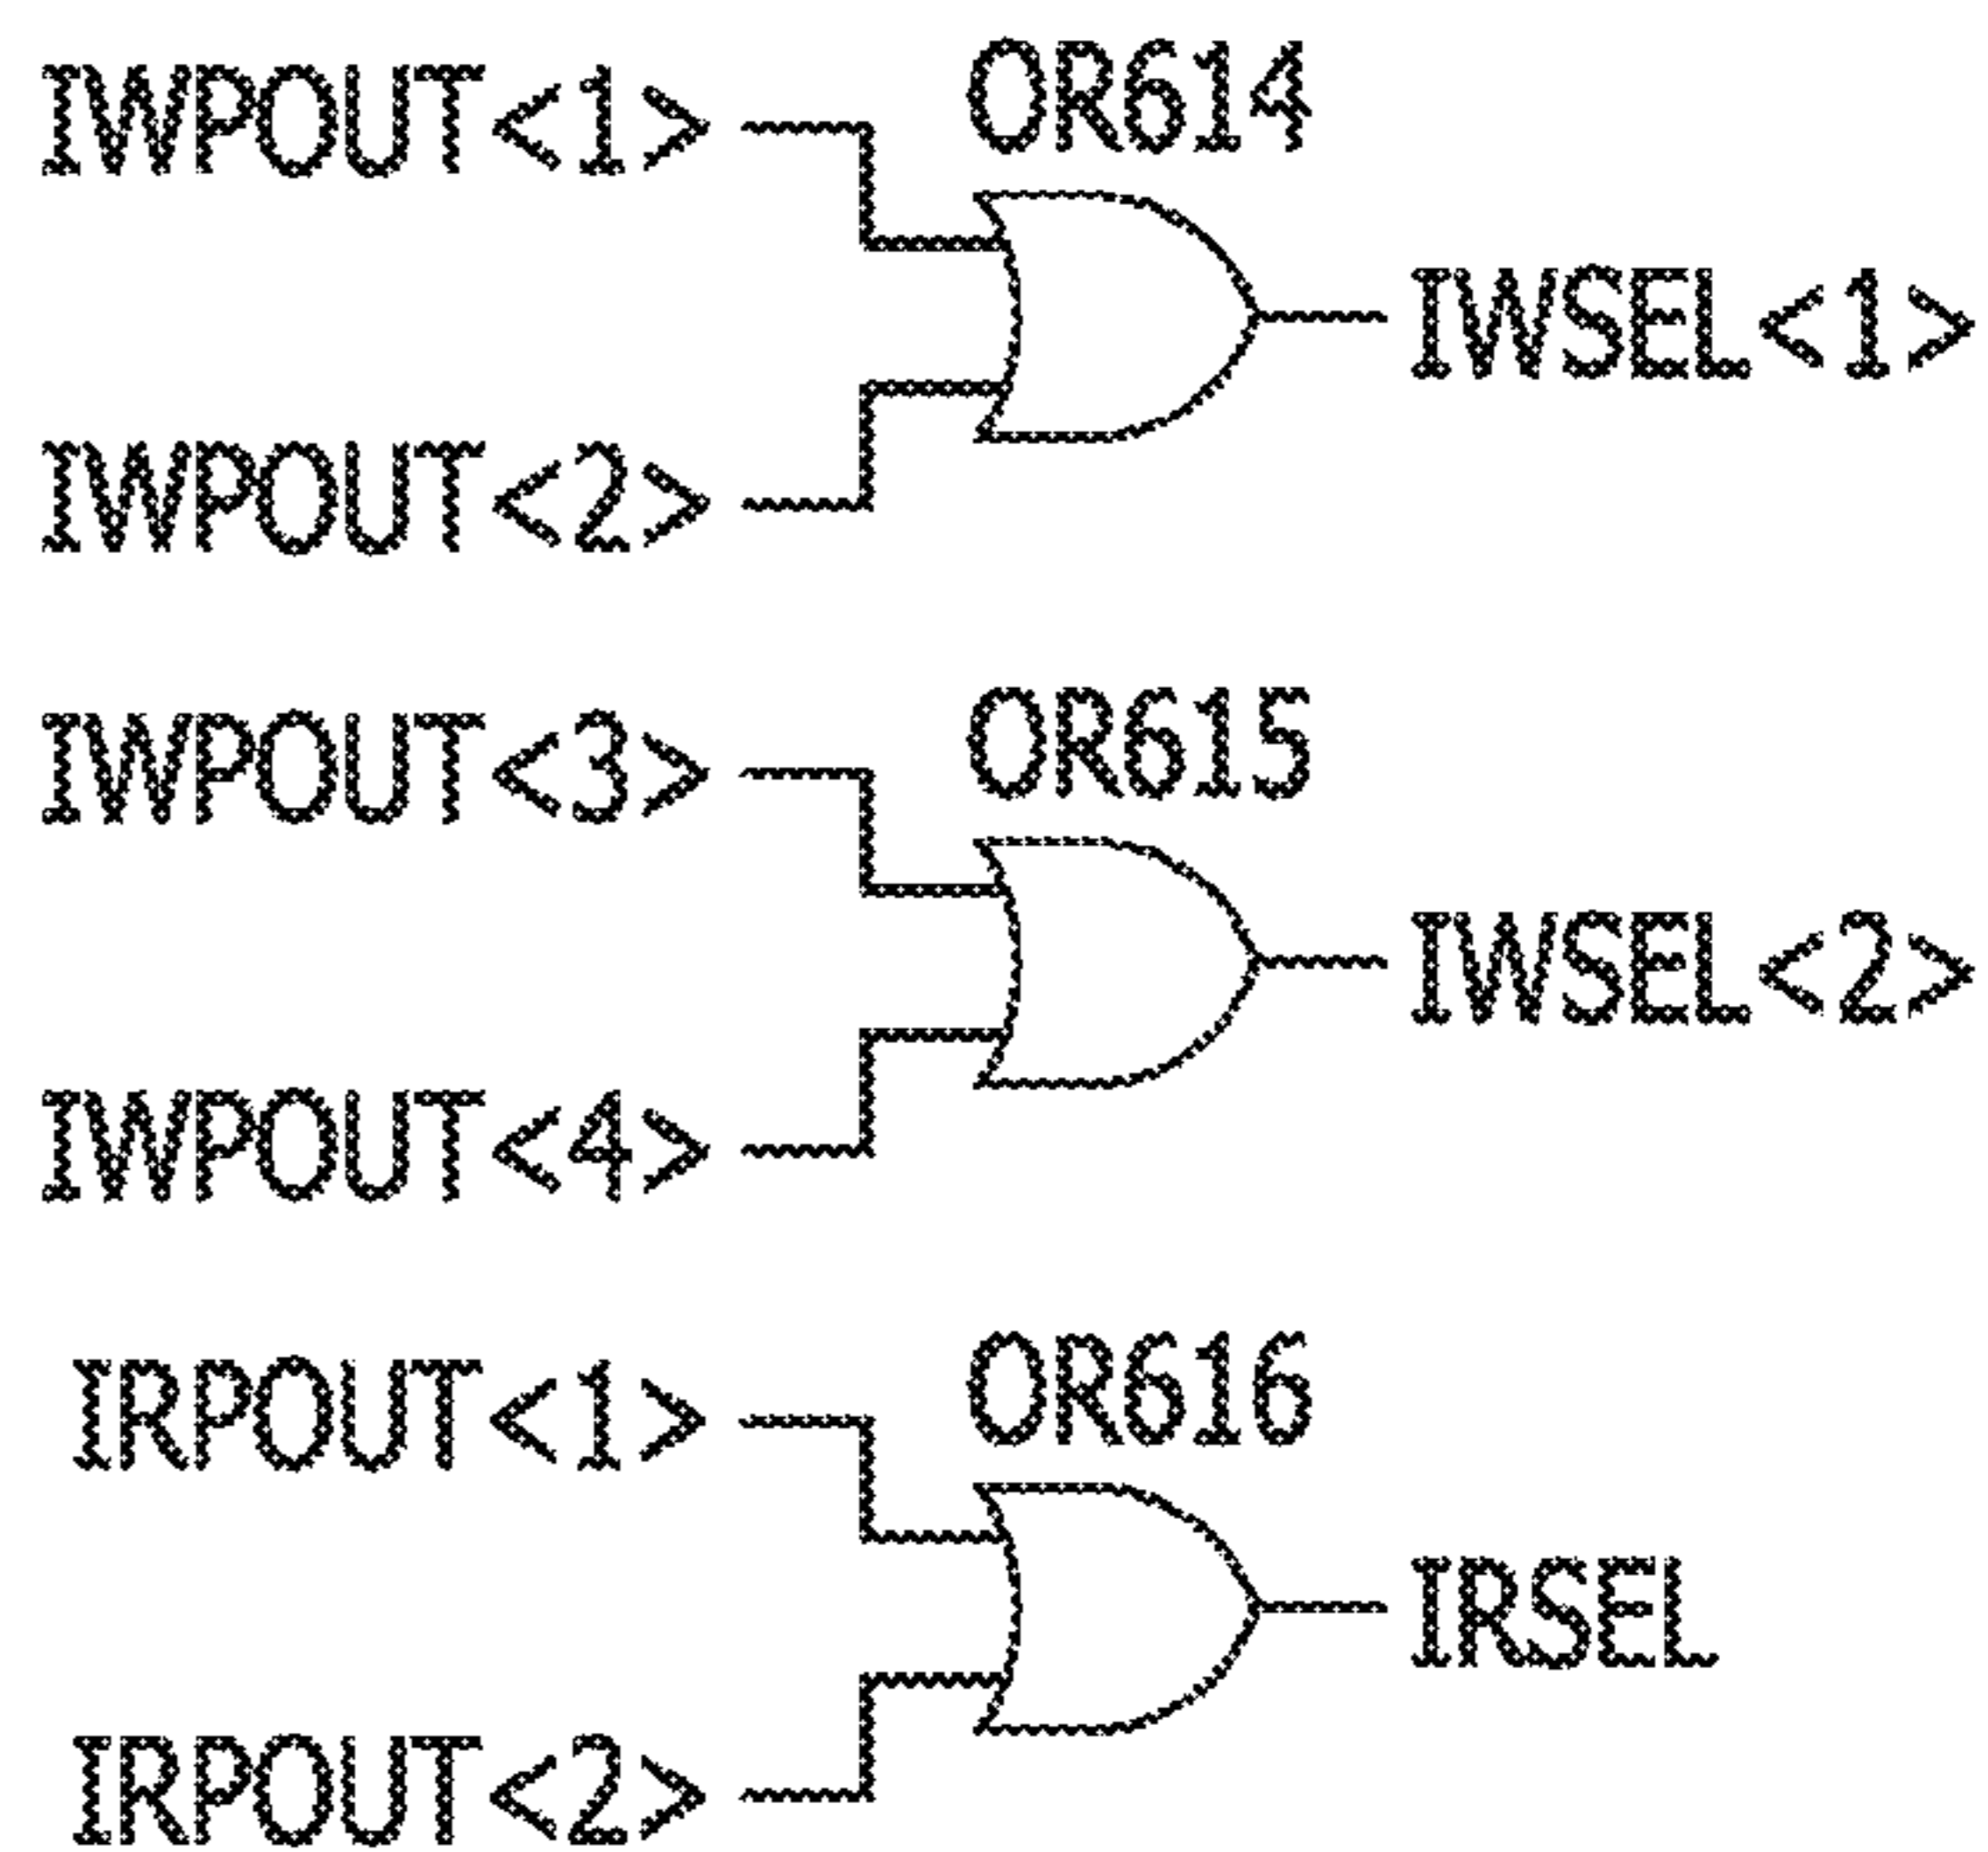 IWPOUT<1>
OR614
IWSEL<1>
IWPOUT<2>
IWPOUT<3>
OR615
IWSEL<2>
IWPOUT<4>
IRPOUT<1>
OR616
IRSEL
IRPOUT<2>